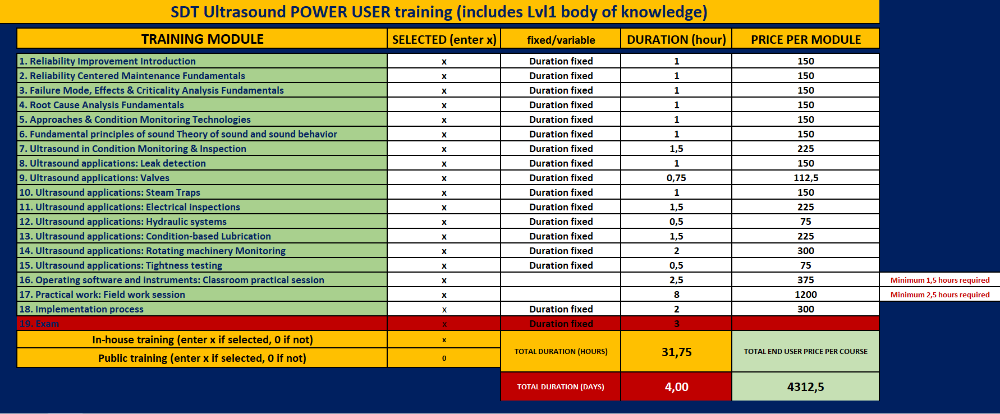 SDT Ultrasound POWER USER training (includes Lvl1 body of knowledge)
TRAINING MODULE SELECTED (enter x) fixed/variable DURATION (hour) PRICE PER MODULE
1. Reliability Improvement Introduction x Duration fixed 1 150
2. Reliability Centered Maintenance Fundamentals x Duration fixed 1 150
3. Failure Mode, Effects & Criticality Analysis Fundamentals x Duration fixed 1 150
4. Root Cause Analysis Fundamentals x Duration fixed 1 150
5. Approaches & Condition Monitoring Technologies x Duration fixed 1 150
6. Fundamental principles of sound Theory of sound and sound behavior x Duration fixed 1 150
7. Ultrasound in Condition Monitoring & Inspection x Duration fixed 1,5 225
8. Ultrasound applications: Leak detection x Duration fixed 1 150
9. Ultrasound applications: Valves x Duration fixed 0,75 112,5
10. Ultrasound applications: Steam Traps x Duration fixed 1 150
11. Ultrasound applications: Electrical inspections x Duration fixed 1,5 225
12. Ultrasound applications: Hydraulic systems x Duration fixed 0,5 75
13. Ultrasound applications: Condition-based Lubrication x Duration fixed 1,5 225
14. Ultrasound applications: Rotating machinery Monitoring x Duration fixed 2 300
15. Ultrasound applications: Tightness testing x Duration fixed 0,5 75
16. Operating software and instruments: Classroom practical session x 2,5 375 Minimum 1,5 hours required
17. Practical work: Field work session x 8 1200 Minimum 2,5 hours required
18. Implementation process x Duration fixed 2 300
19. Exam x Duration fixed 3
In-house training (enter x if selected, 0 if not) x
TOTAL DURATION (HOURS) 31,75 TOTAL END USER PRICE PER COURSE
Public training (enter x if selected, 0 if not) 0
TOTAL DURATION (DAYS) 4,00 4312,5